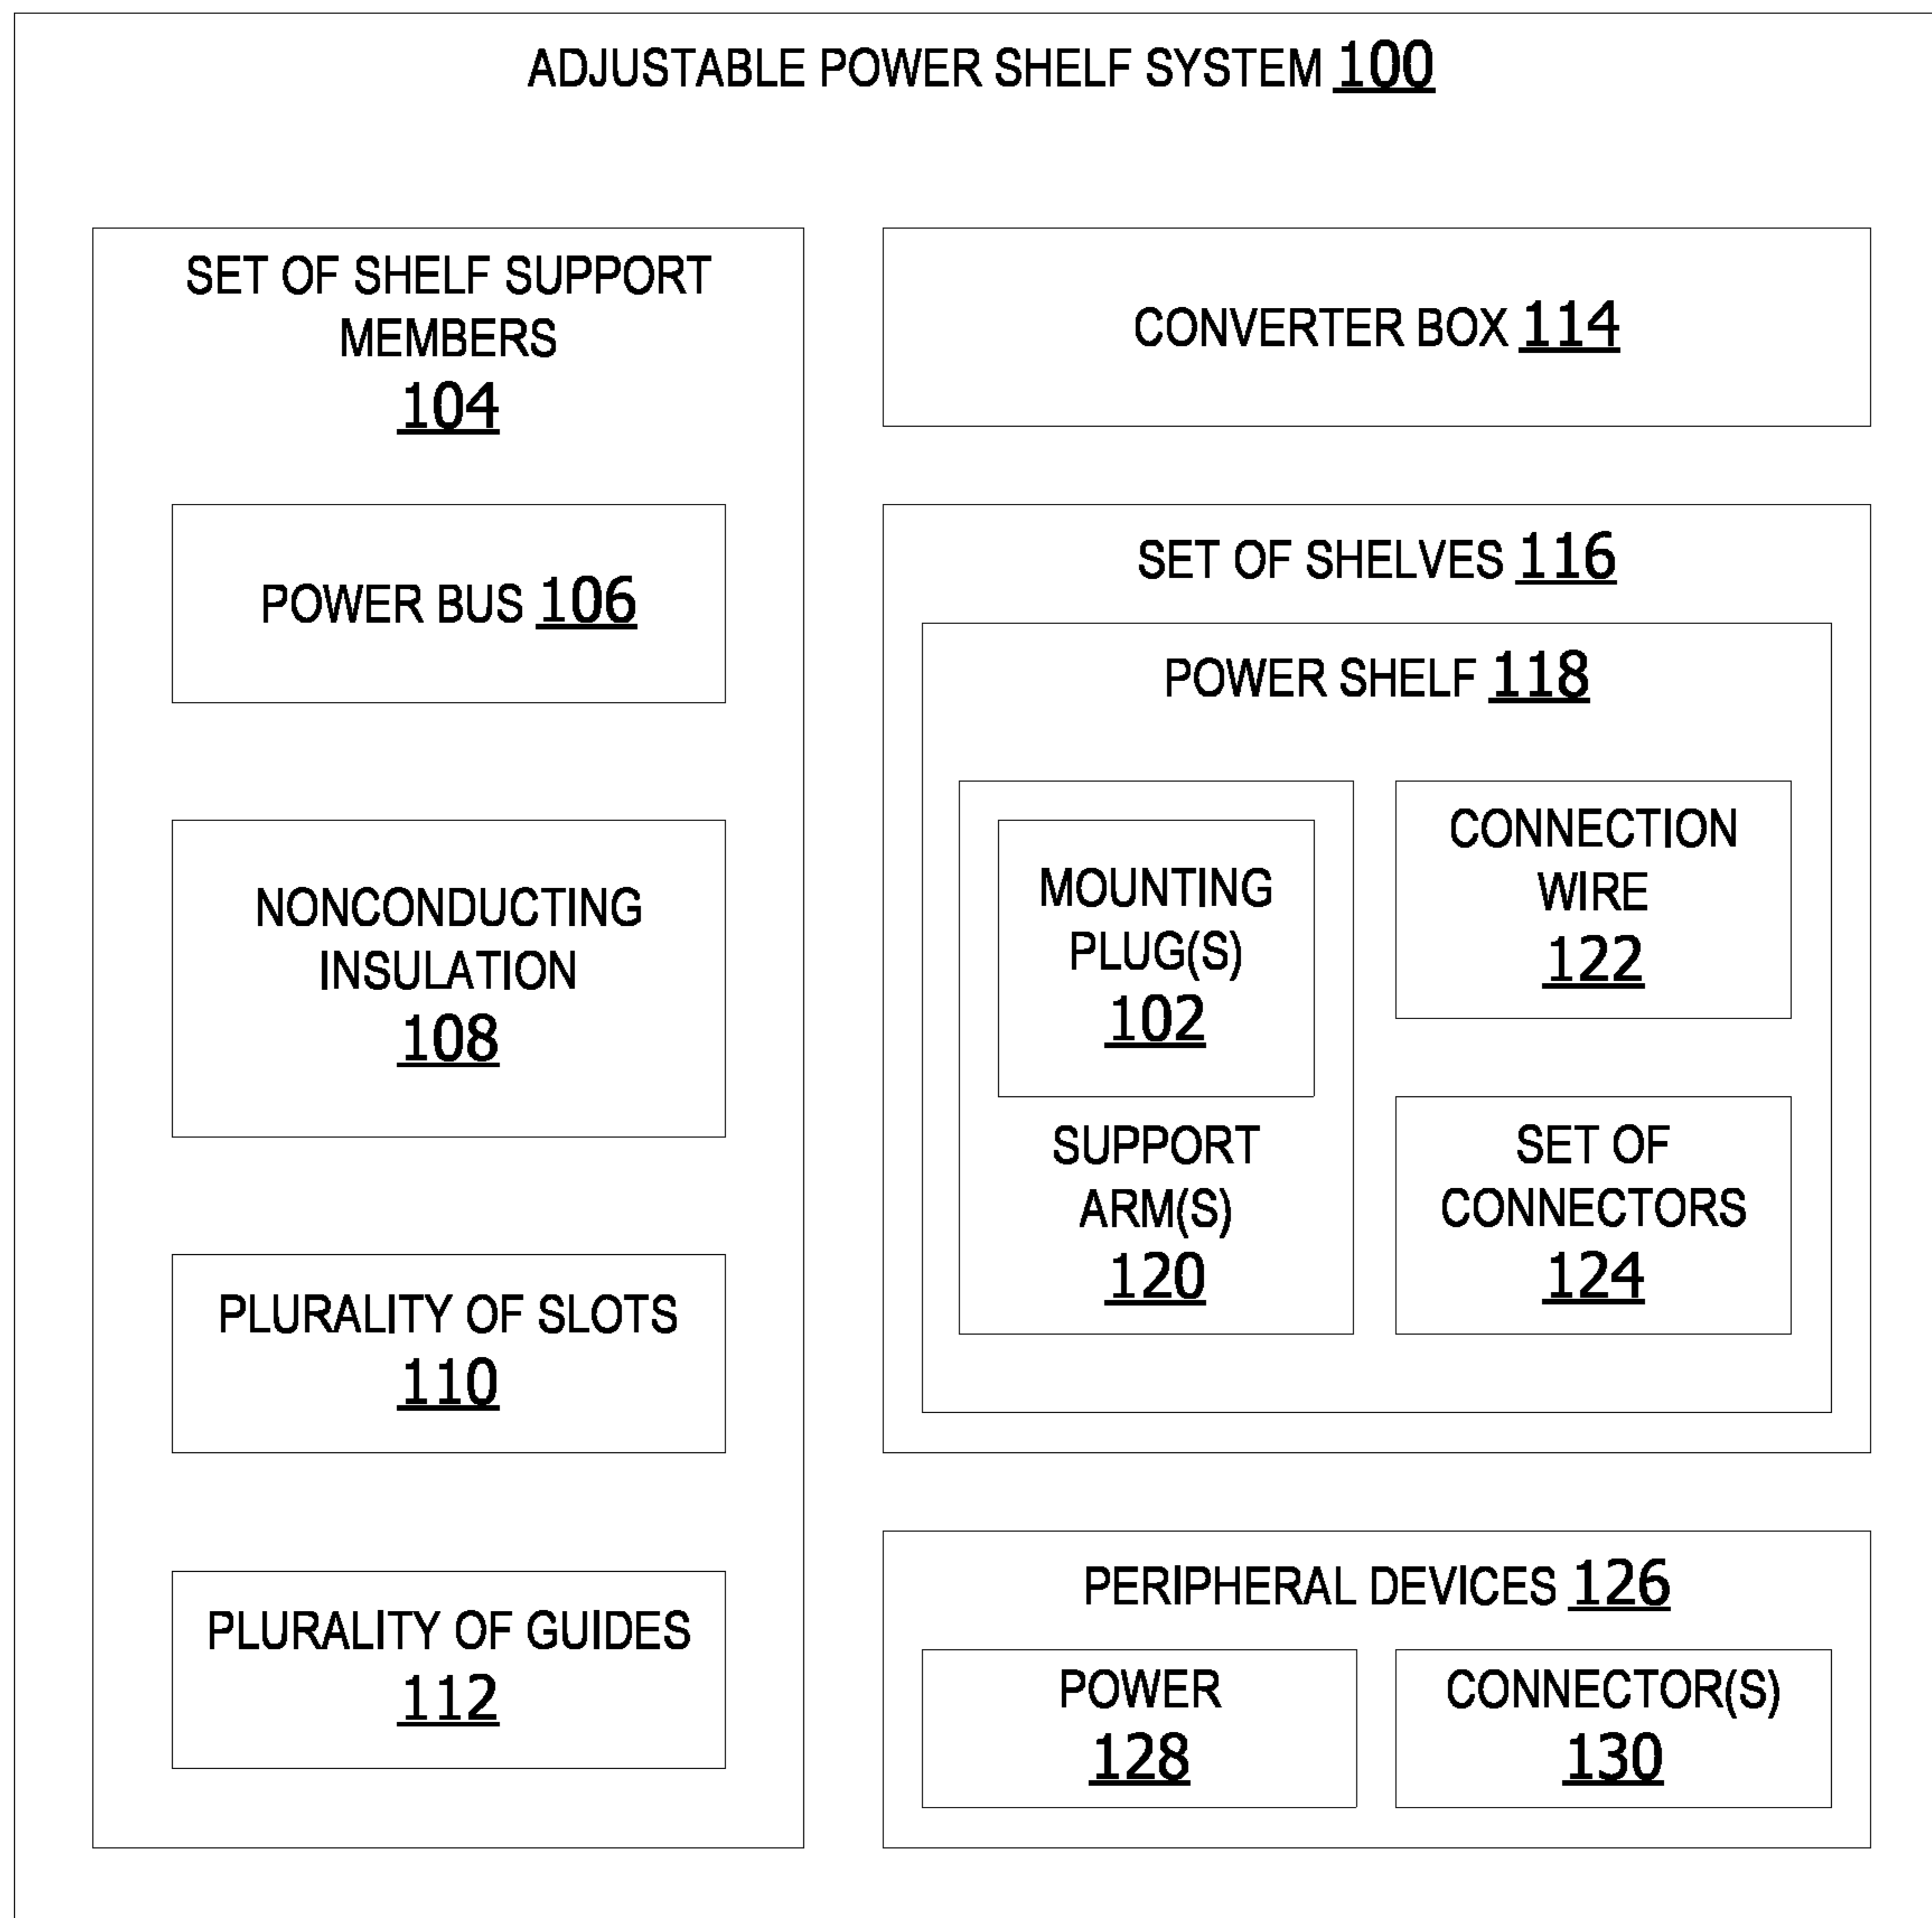 ADJUSTABLE POWER SHELF SYSTEM 100
SET OF SHELF SUPPORT
MEMBERS
104
POWER BUS 106
NONCONDUCTING
INSULATION
108
PLURALITY OF SLOTS
110
PLURALITY OF GUIDES
112
CONVERTER BOX 114
SET OF SHELVES 116
POWER SHELF 118
MOUNTING
PLUG(S)
102
SUPPORT
ARM(S)
120
CONNECTION
WIRE
122
SET OF
CONNECTORS
124
PERIPHERAL DEVICES 126
POWER
128
CONNECTOR(S)
130